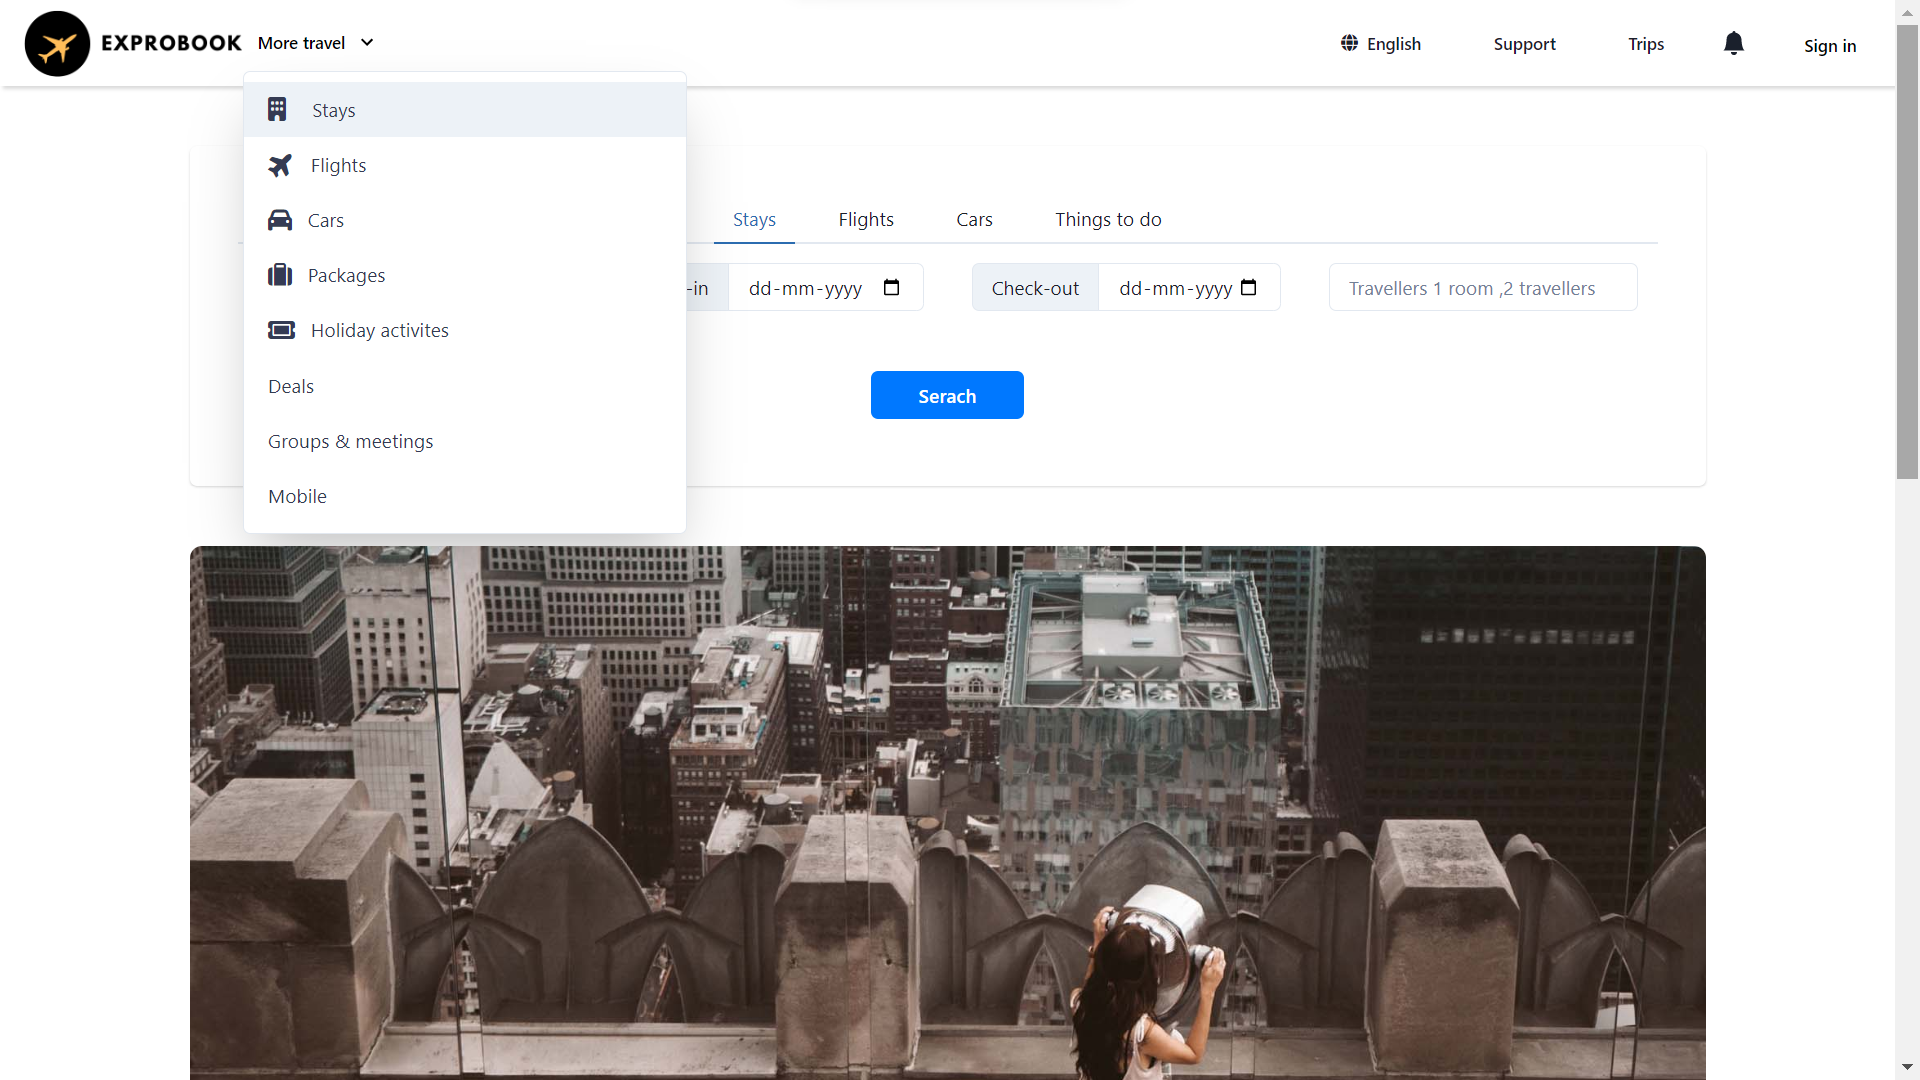 EXPROBOOK More travel English Support Trips Sign in
Stays
Flights
Cars
Packages
Holiday activites
Deals
Groups & meetings
Mobile
Stays Flights Cars Things to do
-in dd-mm-yyyy Check-out dd-mm-yyyy Travellers 1 room ,2 travellers
Serach